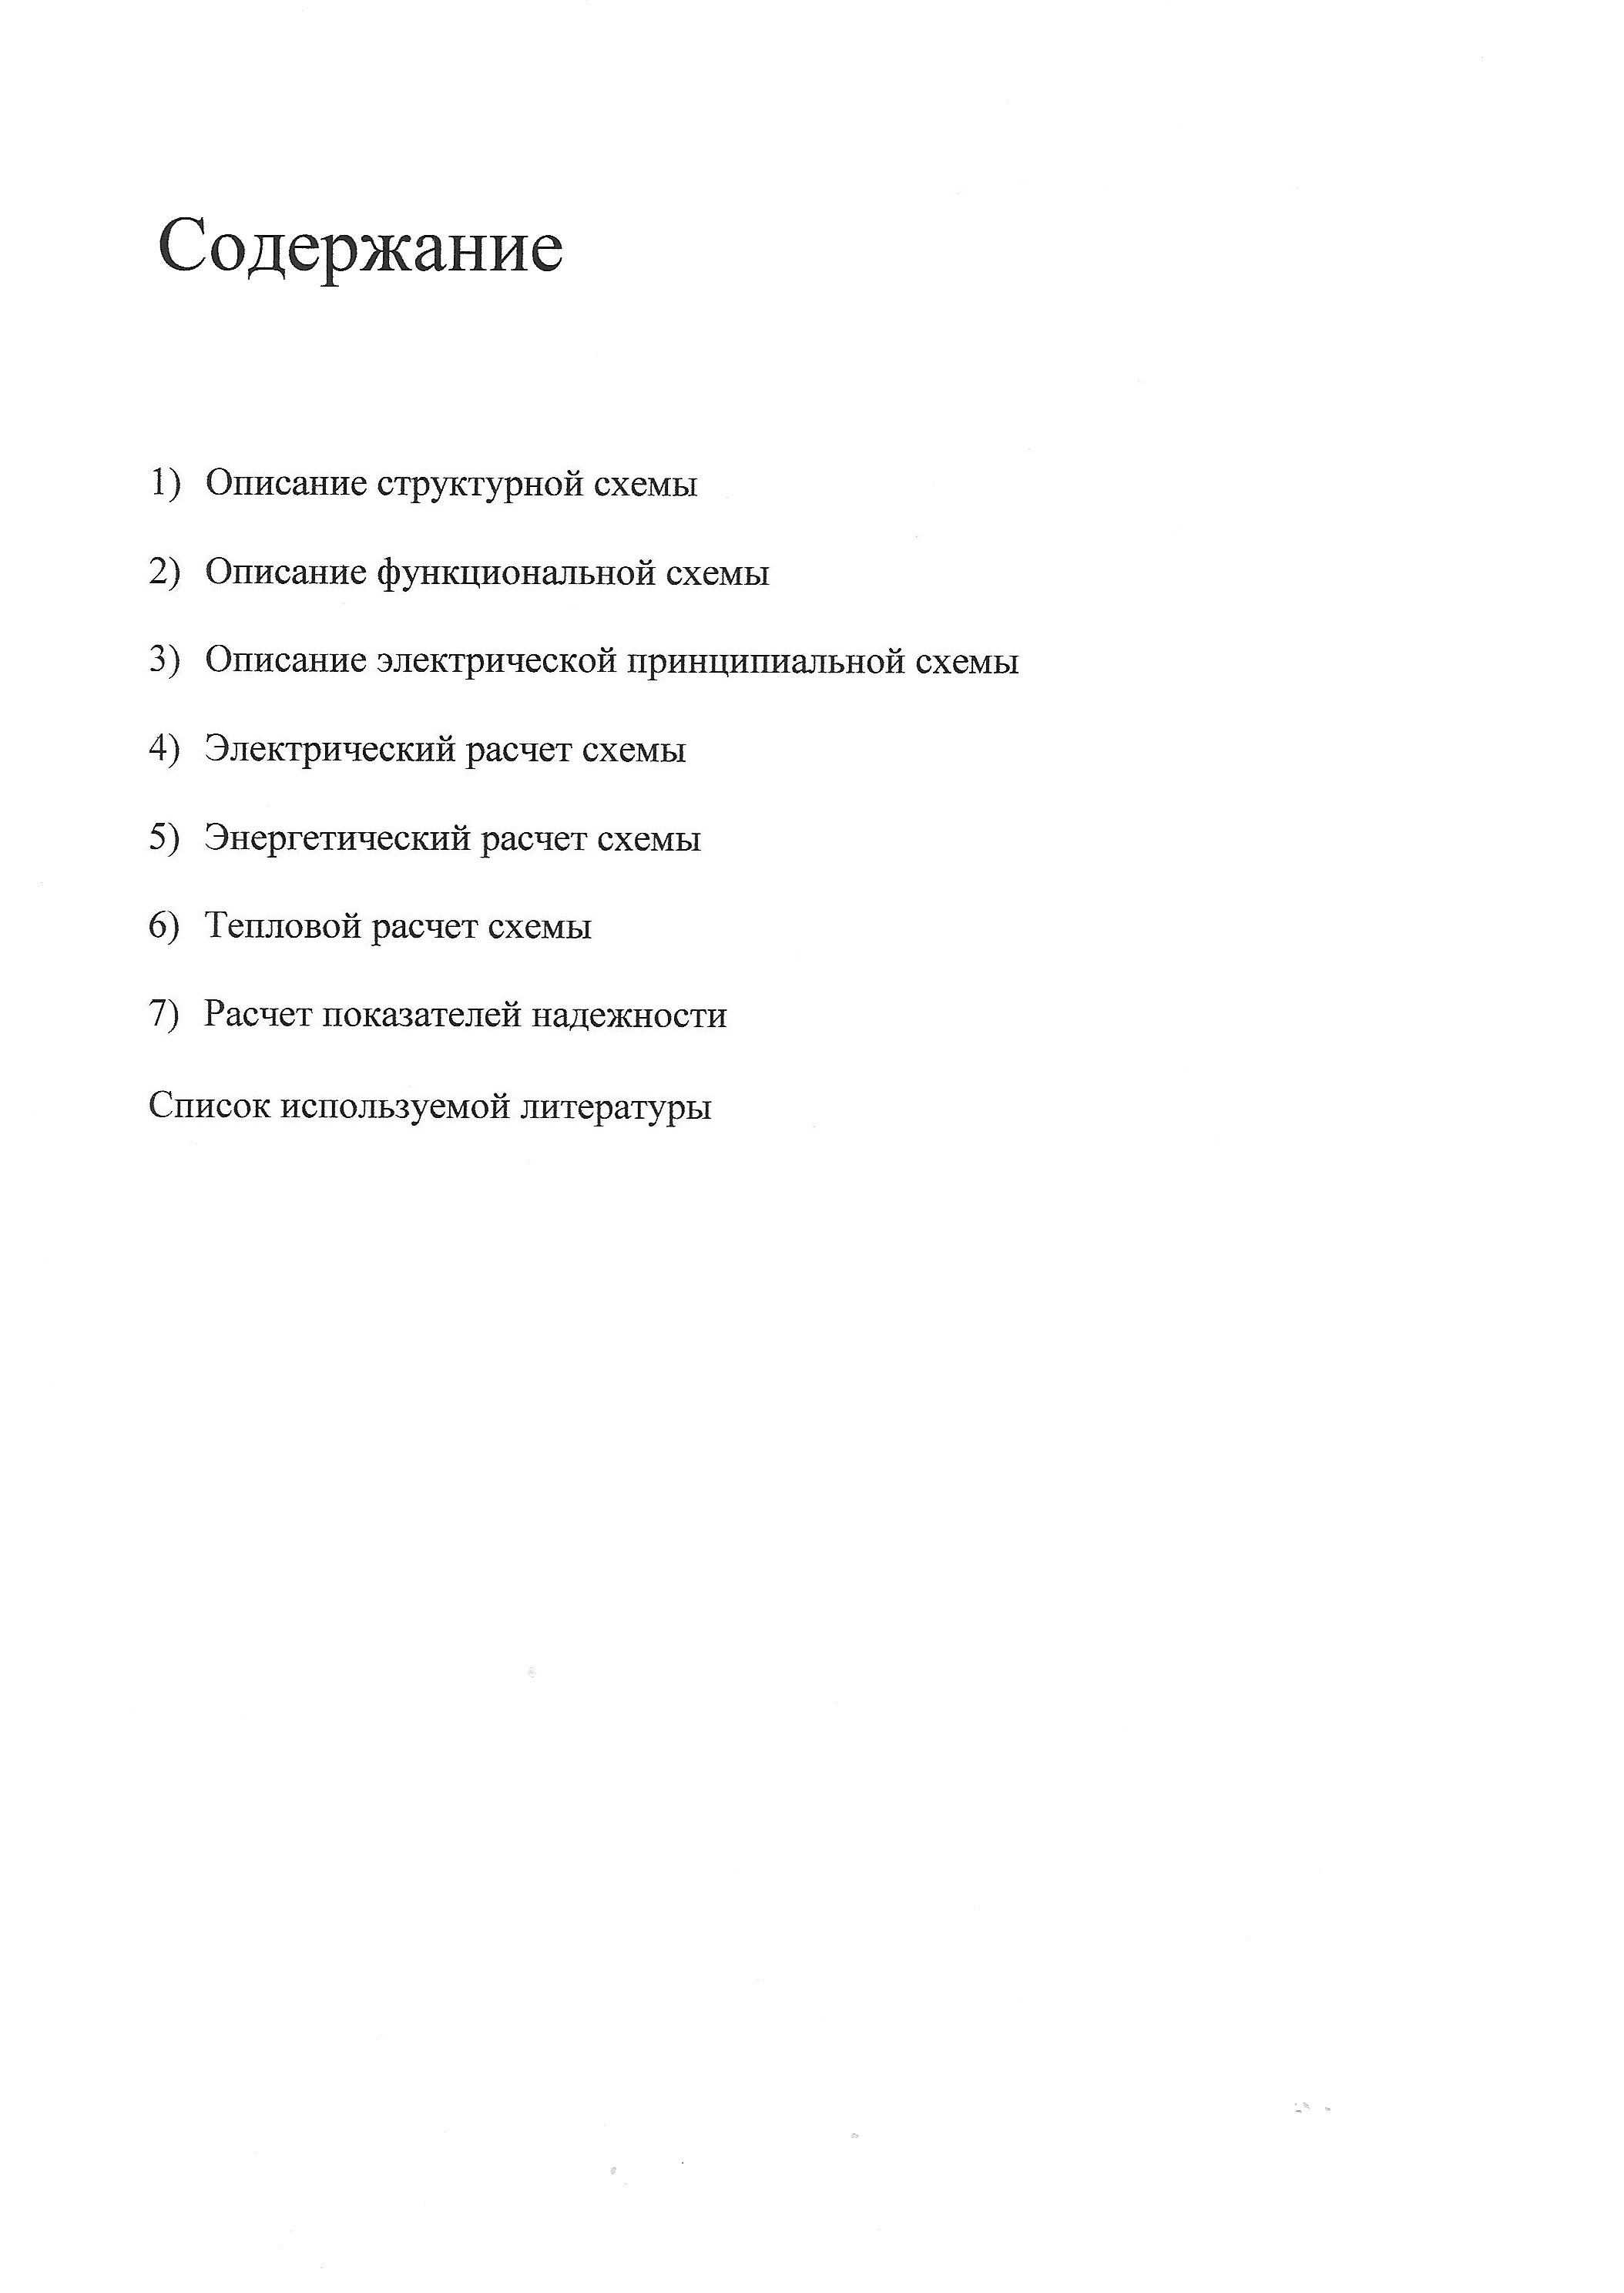 Содержание
1) Описание структурной схемы
2) Описание функциональной схемы
3) Описание электрической принципиальной схемы
4) Электрический расчет схемы
5) Энергетический расчет схемы
6) Тепловой расчет схемы
7) Расчет показателей надежности
Список используемой литературы